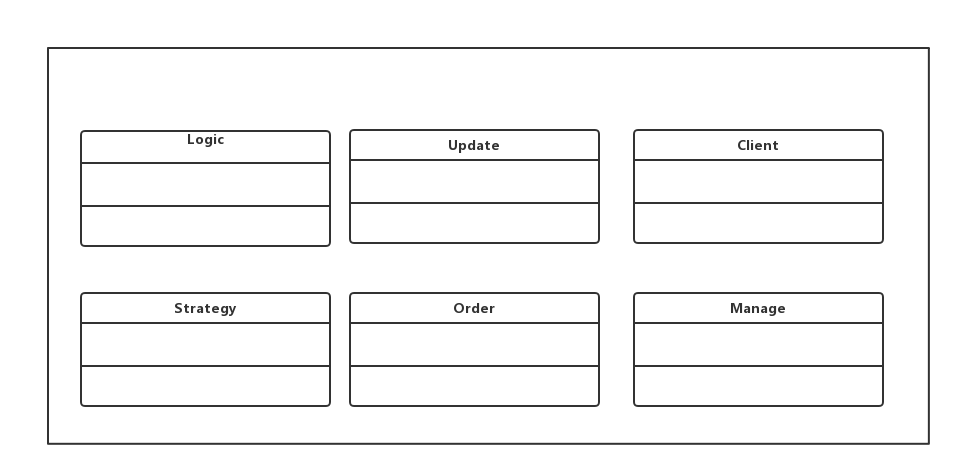 Logic
Update
Client
Strategy
Order
Manage